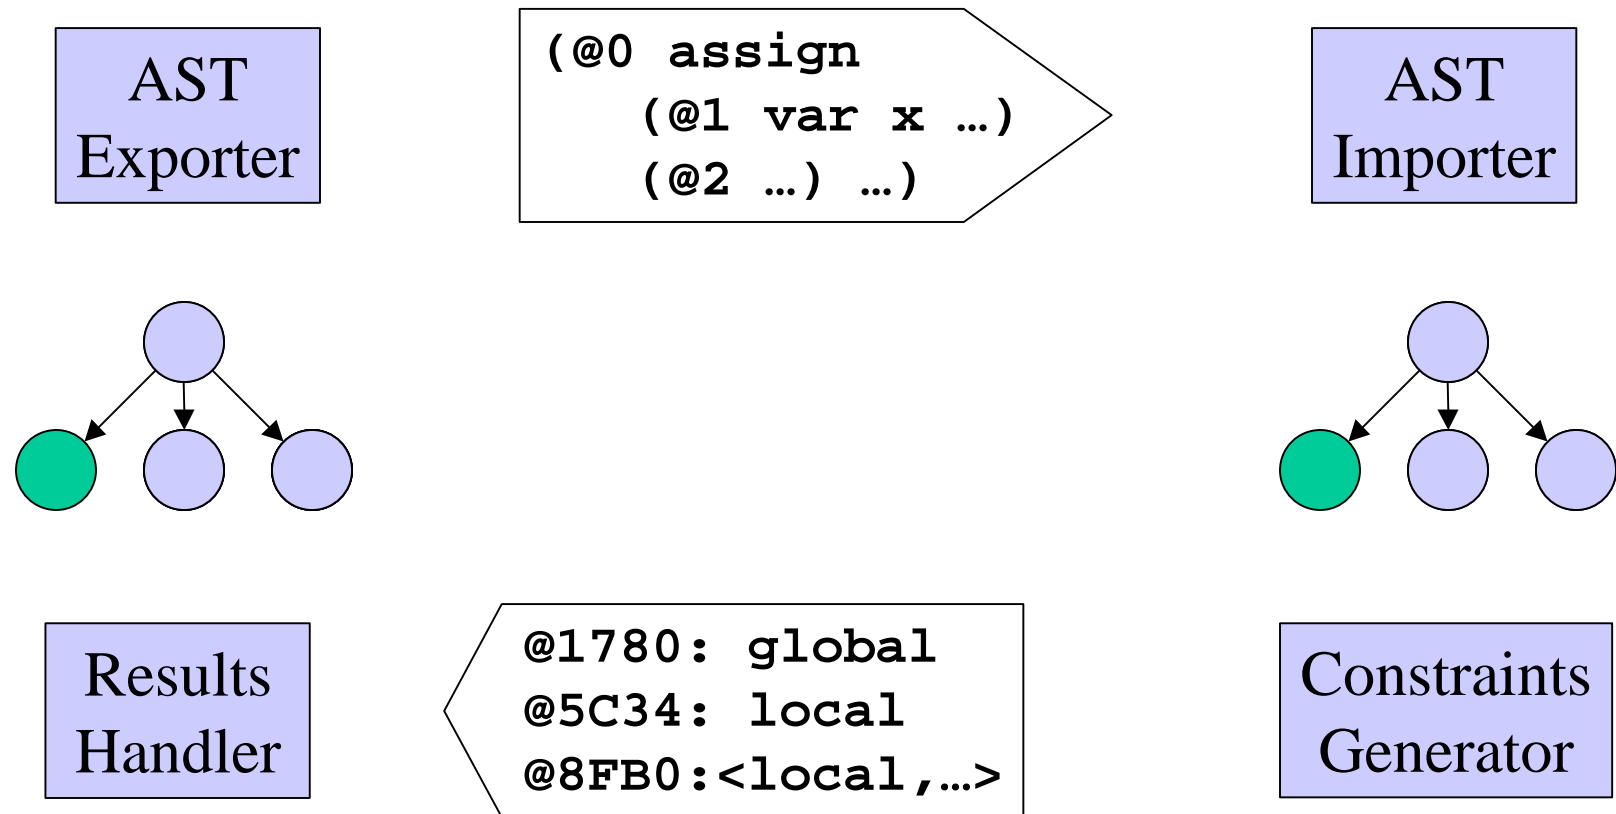 AST
Exporter
(@0 assign
(@1 var x …)
(@2 …) …)
AST
Importer
Results
Handler
@1780: global
@5C34: local
@8FB0:<local,…>
Constraints
Generator